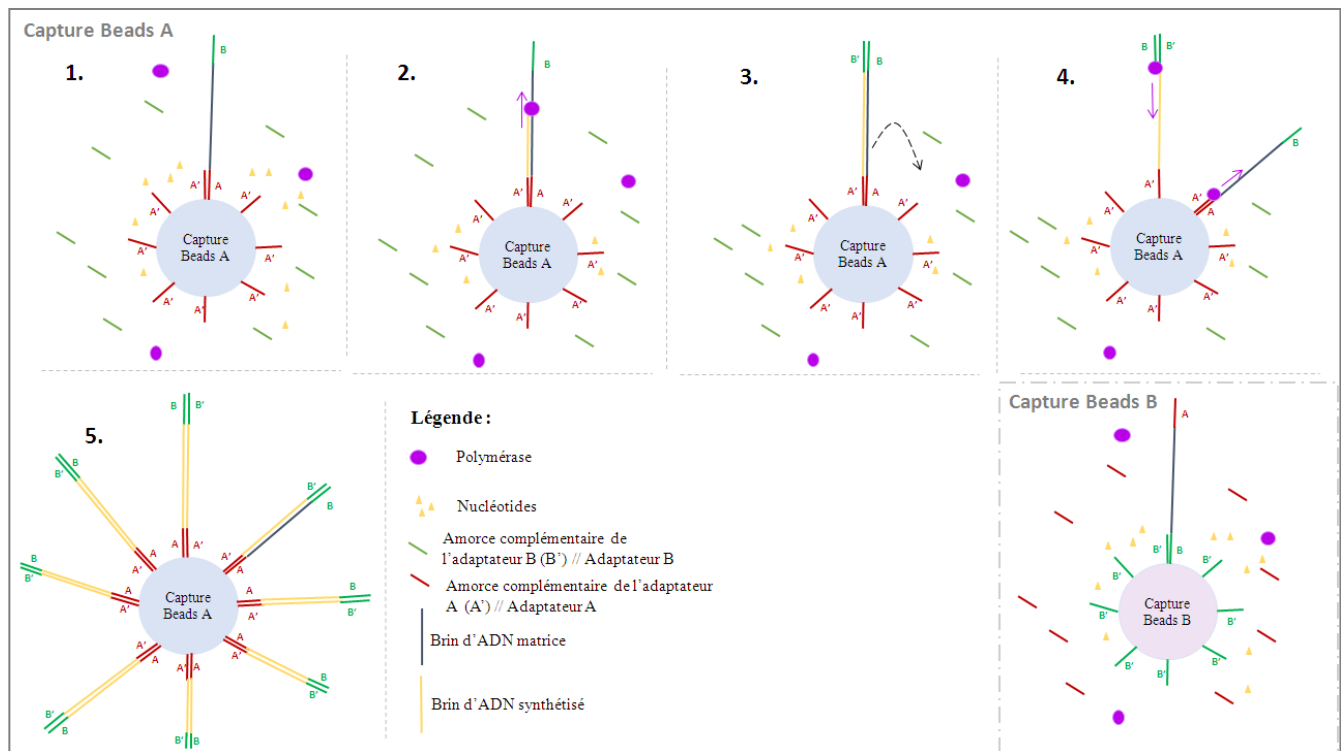 Capture Beads A
1.
B
A'
A
A'
A'
A'
A'
A'
A'
A'
Capture
Beads A
2.
B
A'
A
A'
A'
A'
A'
A'
A'
A'
Capture
Beads A
3.
B'
B
A'
A
A'
A'
A'
A'
A'
A'
A'
Capture
Beads A
4.
B
B'
B
A'
A'
A'
A
A'
A'
A'
A'
A'
Capture
Beads A
5.
B
B'
B
B'
B'
B
B
B'
B
B'
B'
B
B'
B
B'
B
A
A'
A
A'
A'
A
A
A'
A
A'
A
A'
A
A'
A'
A
Capture
Beads A
Légende :
Polymérase
Nucléotides
Amorce complémentaire de
l'adaptateur B (B') // Adaptateur B
Amorce complémentaire de l'adaptateur
A (A') // Adaptateur A
Brin d'ADN matrice
Brin d'ADN synthétisé
Capture Beads B
A
B'
B
B'
B'
B'
B'
B'
B'
B'
Capture
Beads B